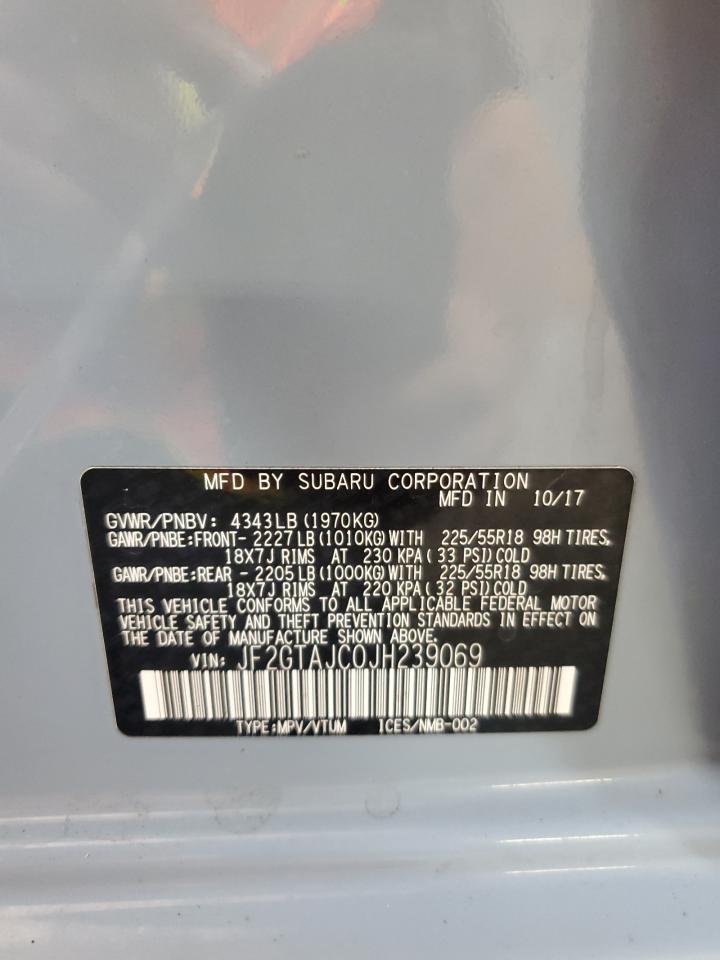 MFD BY SUBARU CORPORATION
MFD IN 10/17
GVWR/PNBV: 4343LB(1970KG)
GAWR/PNBE:FRONT- 2227LB(1010KG)WITH 225/55R18 98H TIRES,
18X7J RIMS AT 230 KPA(33 PSI)COLD
GAWR/PNBE:REAR - 2205LB(1000KG)WITH 225/55R18 98H TIRES,
18X7J RIMS AT 220 KPA(32 PSI)COLD
THIS VEHICLE CONFORMS TO ALL APPLICABLE FEDERAL MOTOR
VEHICLE SAFETY AND THEFT PREVENTION STANDARDS IN EFFECT ON
THE DATE OF MANUFACTURE SHOWN ABOVE.
VIN: JF2GTAJC0JH239069
TYPE:MPV/VTUM ICES/NMB-002